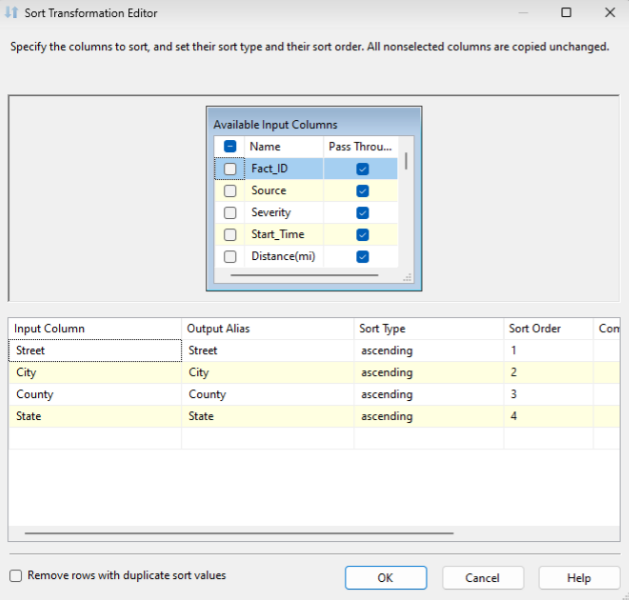 Sort Transformation Editor
Specify the columns to sort, and set their sort type and their sort order. All nonselected columns are copied unchanged.
Available Input Columns
Name Pass Throu...
Fact_ID
Source
Severity
Start_Time
Distance(mi)
Input Column Output Alias Sort Type Sort Order Com
Street Street ascending 1
City City ascending 2
County County ascending 3
State State ascending 4
Remove rows with duplicate sort values OK Cancel Help